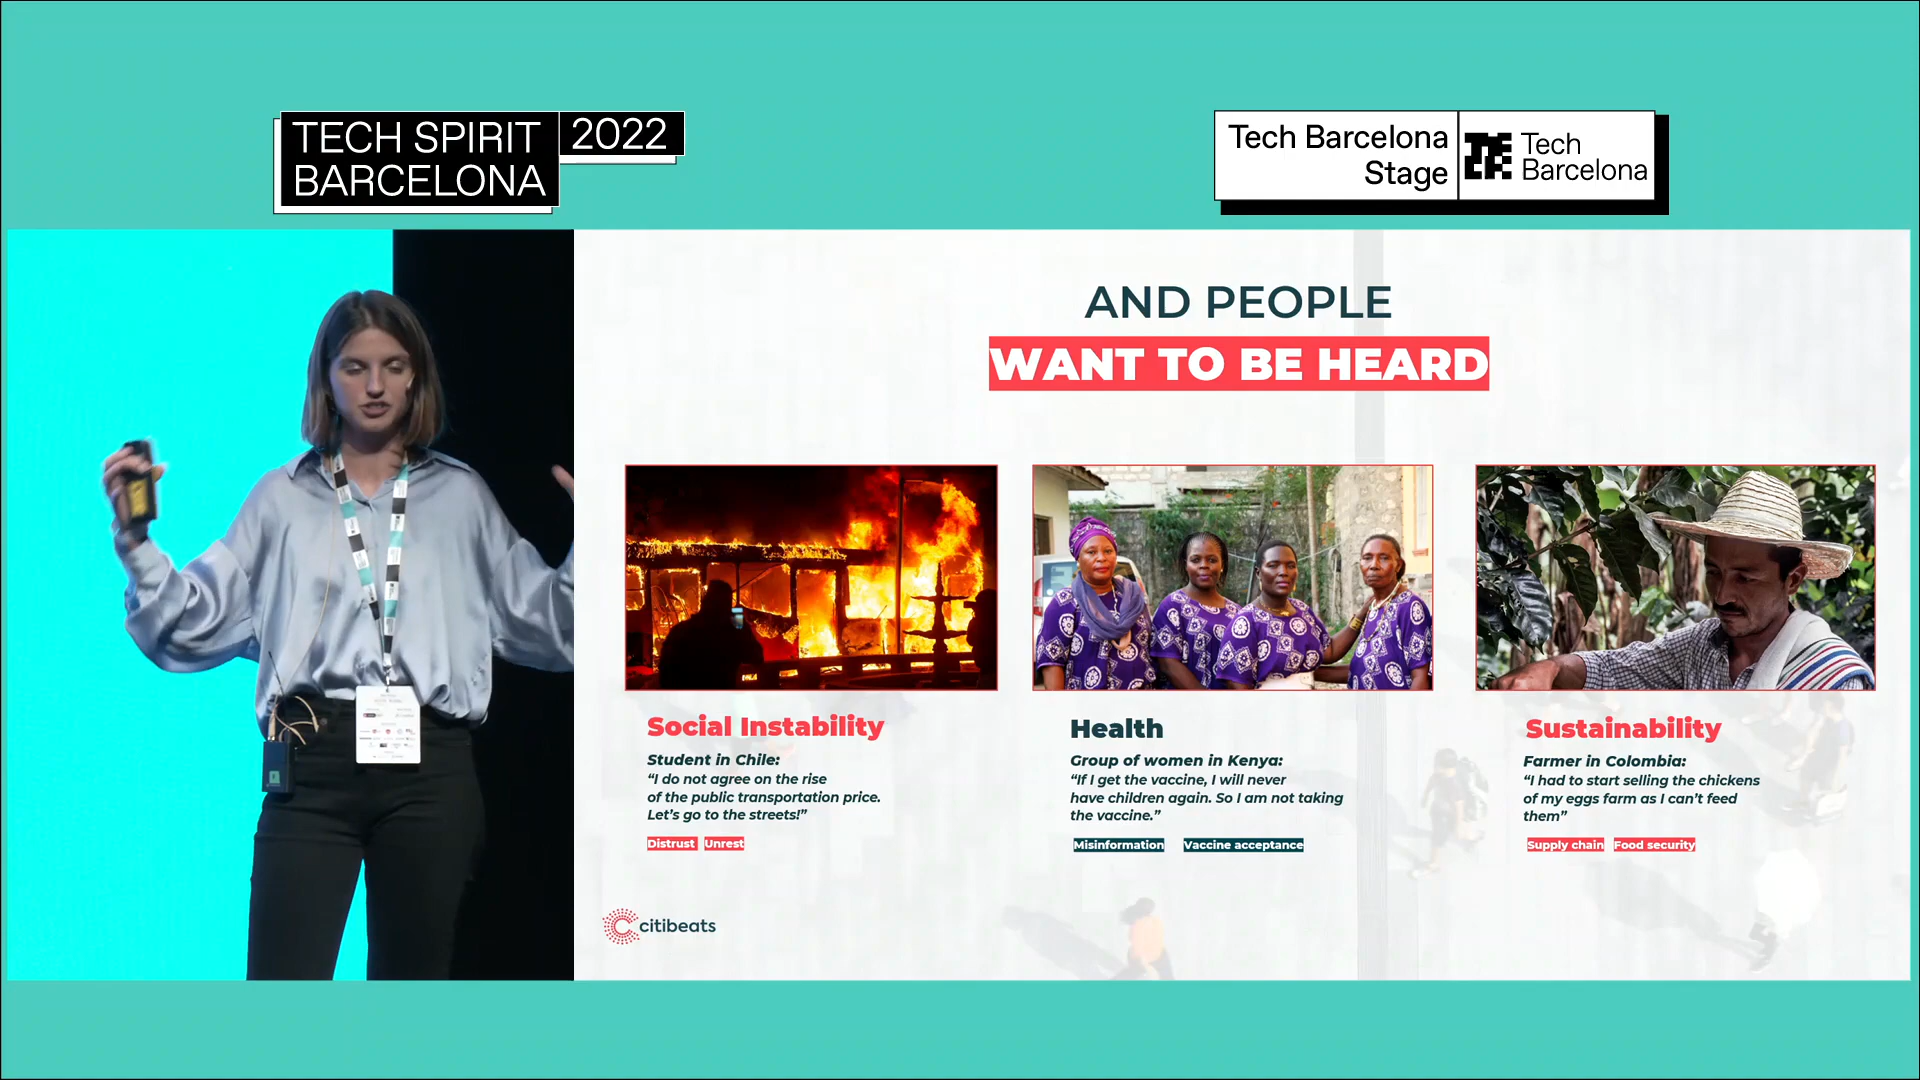 TECH SPIRIT
BARCELONA
2022
Tech Barcelona
Stage
Tech
Barcelona
AND PEOPLE
WANT TO BE HEARD
Social Instability
Student in Chile:
“I do not agree on the rise
of the public transportation price.
Let’s go to the streets!”
Distrust Unrest
Health
Group of women in Kenya:
“If I get the vaccine, I will never
have children again. So I am not taking
the vaccine.”
Misinformation Vaccine acceptance
Sustainability
Farmer in Colombia:
“I had to start selling the chickens
of my eggs farm as I can’t feed
them”
Supply chain Food security
citibeats